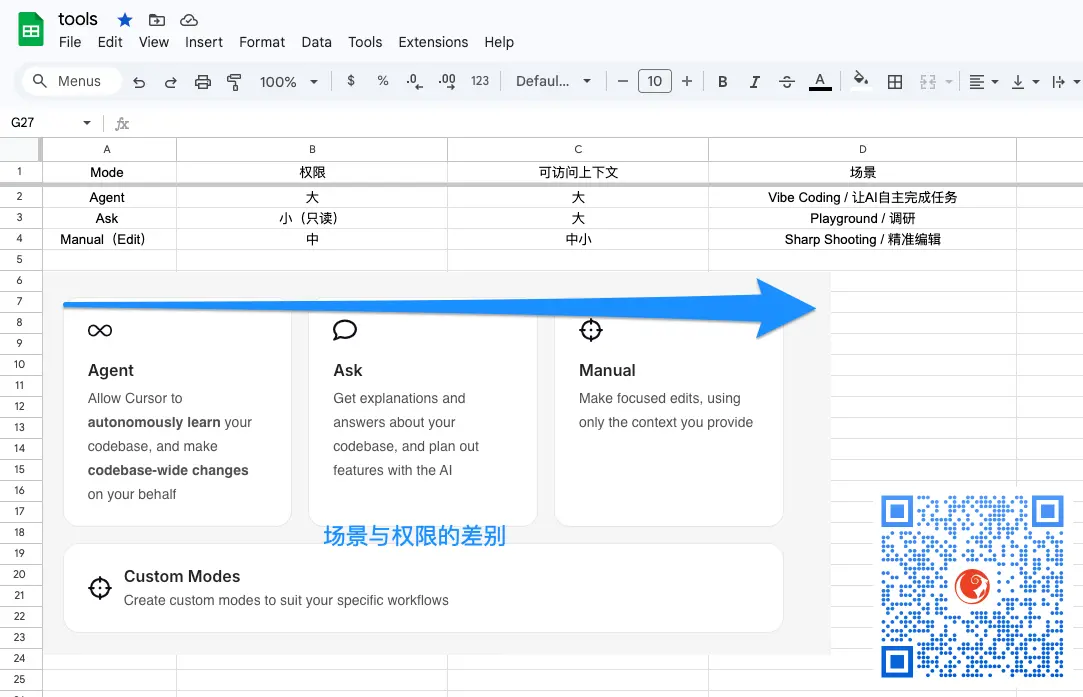 tools
File Edit View Insert Format Data Tools Extensions Help
Menus 100% $ % .0 .00 123 Defaul... − 10 + B I A
G27 fx
A B C D
1 Mode 权限 可访问上下文 场景
2 Agent 大 大 Vibe Coding / 让AI自主完成任务
3 Ask 小（只读） 大 Playground / 调研
4 Manual（Edit） 中 中小 Sharp Shooting / 精准编辑
5
6
7
8
9
10
11
12
13
14
15
16
17
18
19
20
21
22
23
24
25
Agent
Allow Cursor to
autonomously learn your
codebase, and make
codebase-wide changes
on your behalf
Ask
Get explanations and
answers about your
codebase, and plan out
features with the AI
Manual
Make focused edits, using
only the context you provide
场景与权限的差别
Custom Modes
Create custom modes to suit your specific workflows